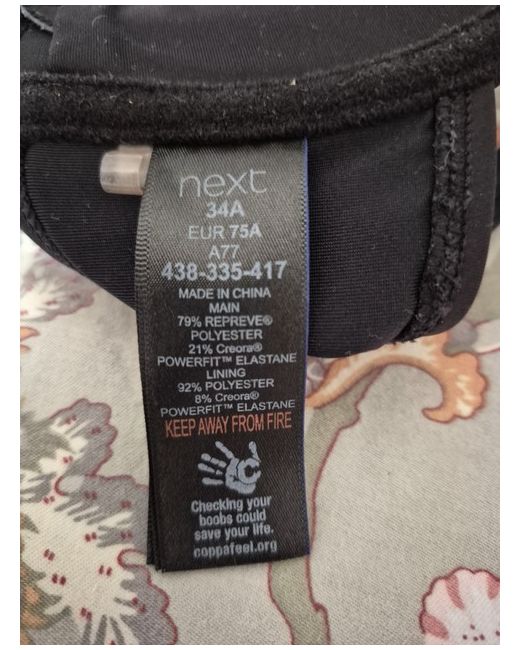 next
34A
EUR 75A
A77
438-335-417
MADE IN CHINA
MAIN
79% REPREVE®
POLYESTER
21% Creora®
POWERFIT™ ELASTANE
LINING
92% POLYESTER
8% Creora®
POWERFIT™ ELASTANE
KEEP AWAY FROM FIRE
C
Checking your
boobs could
save your life.
coppafeel.org